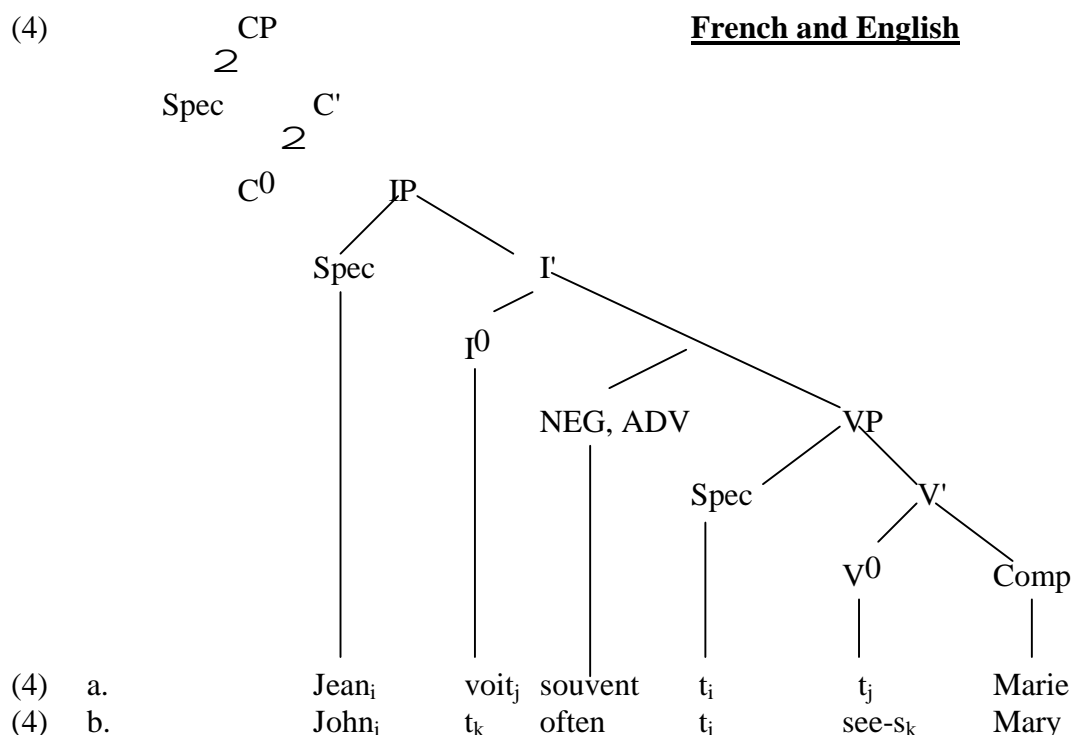 (4) CP French and English
2
Spec C'
2
C0 IP
Spec I'
I0
NEG, ADV VP
Spec V'
V0 Comp
(4) a. Jeani voitj souvent ti tj Marie
(4) b. Johni tk often ti see-sk Mary